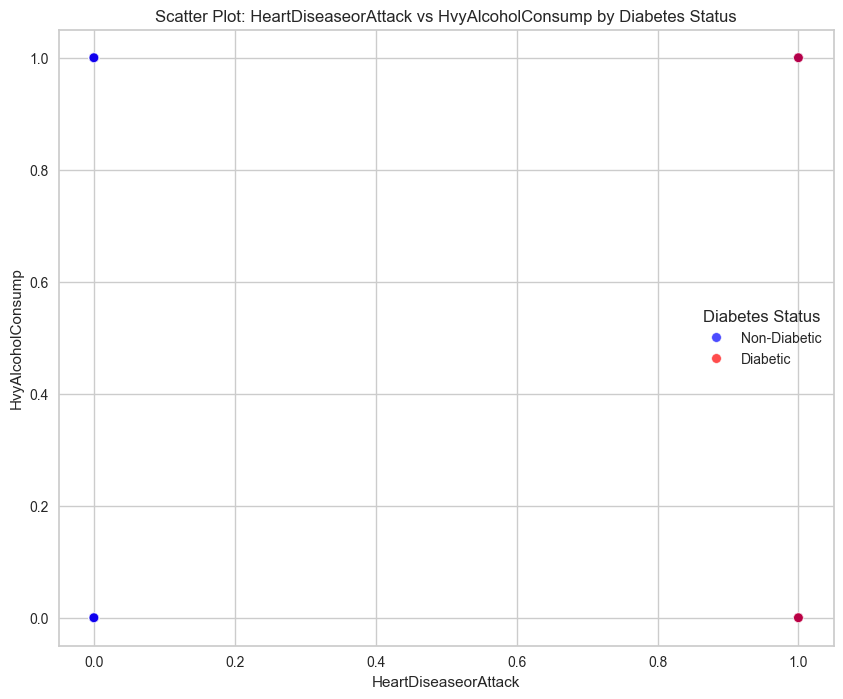 Scatter Plot: HeartDiseaseorAttack vs HvyAlcoholConsump by Diabetes Status
HvyAlcoholConsump
1.0
0.8
0.6
0.4
0.2
0.0
Diabetes Status
Non-Diabetic
Diabetic
0.0 0.2 0.4 0.6 0.8 1.0
HeartDiseaseorAttack